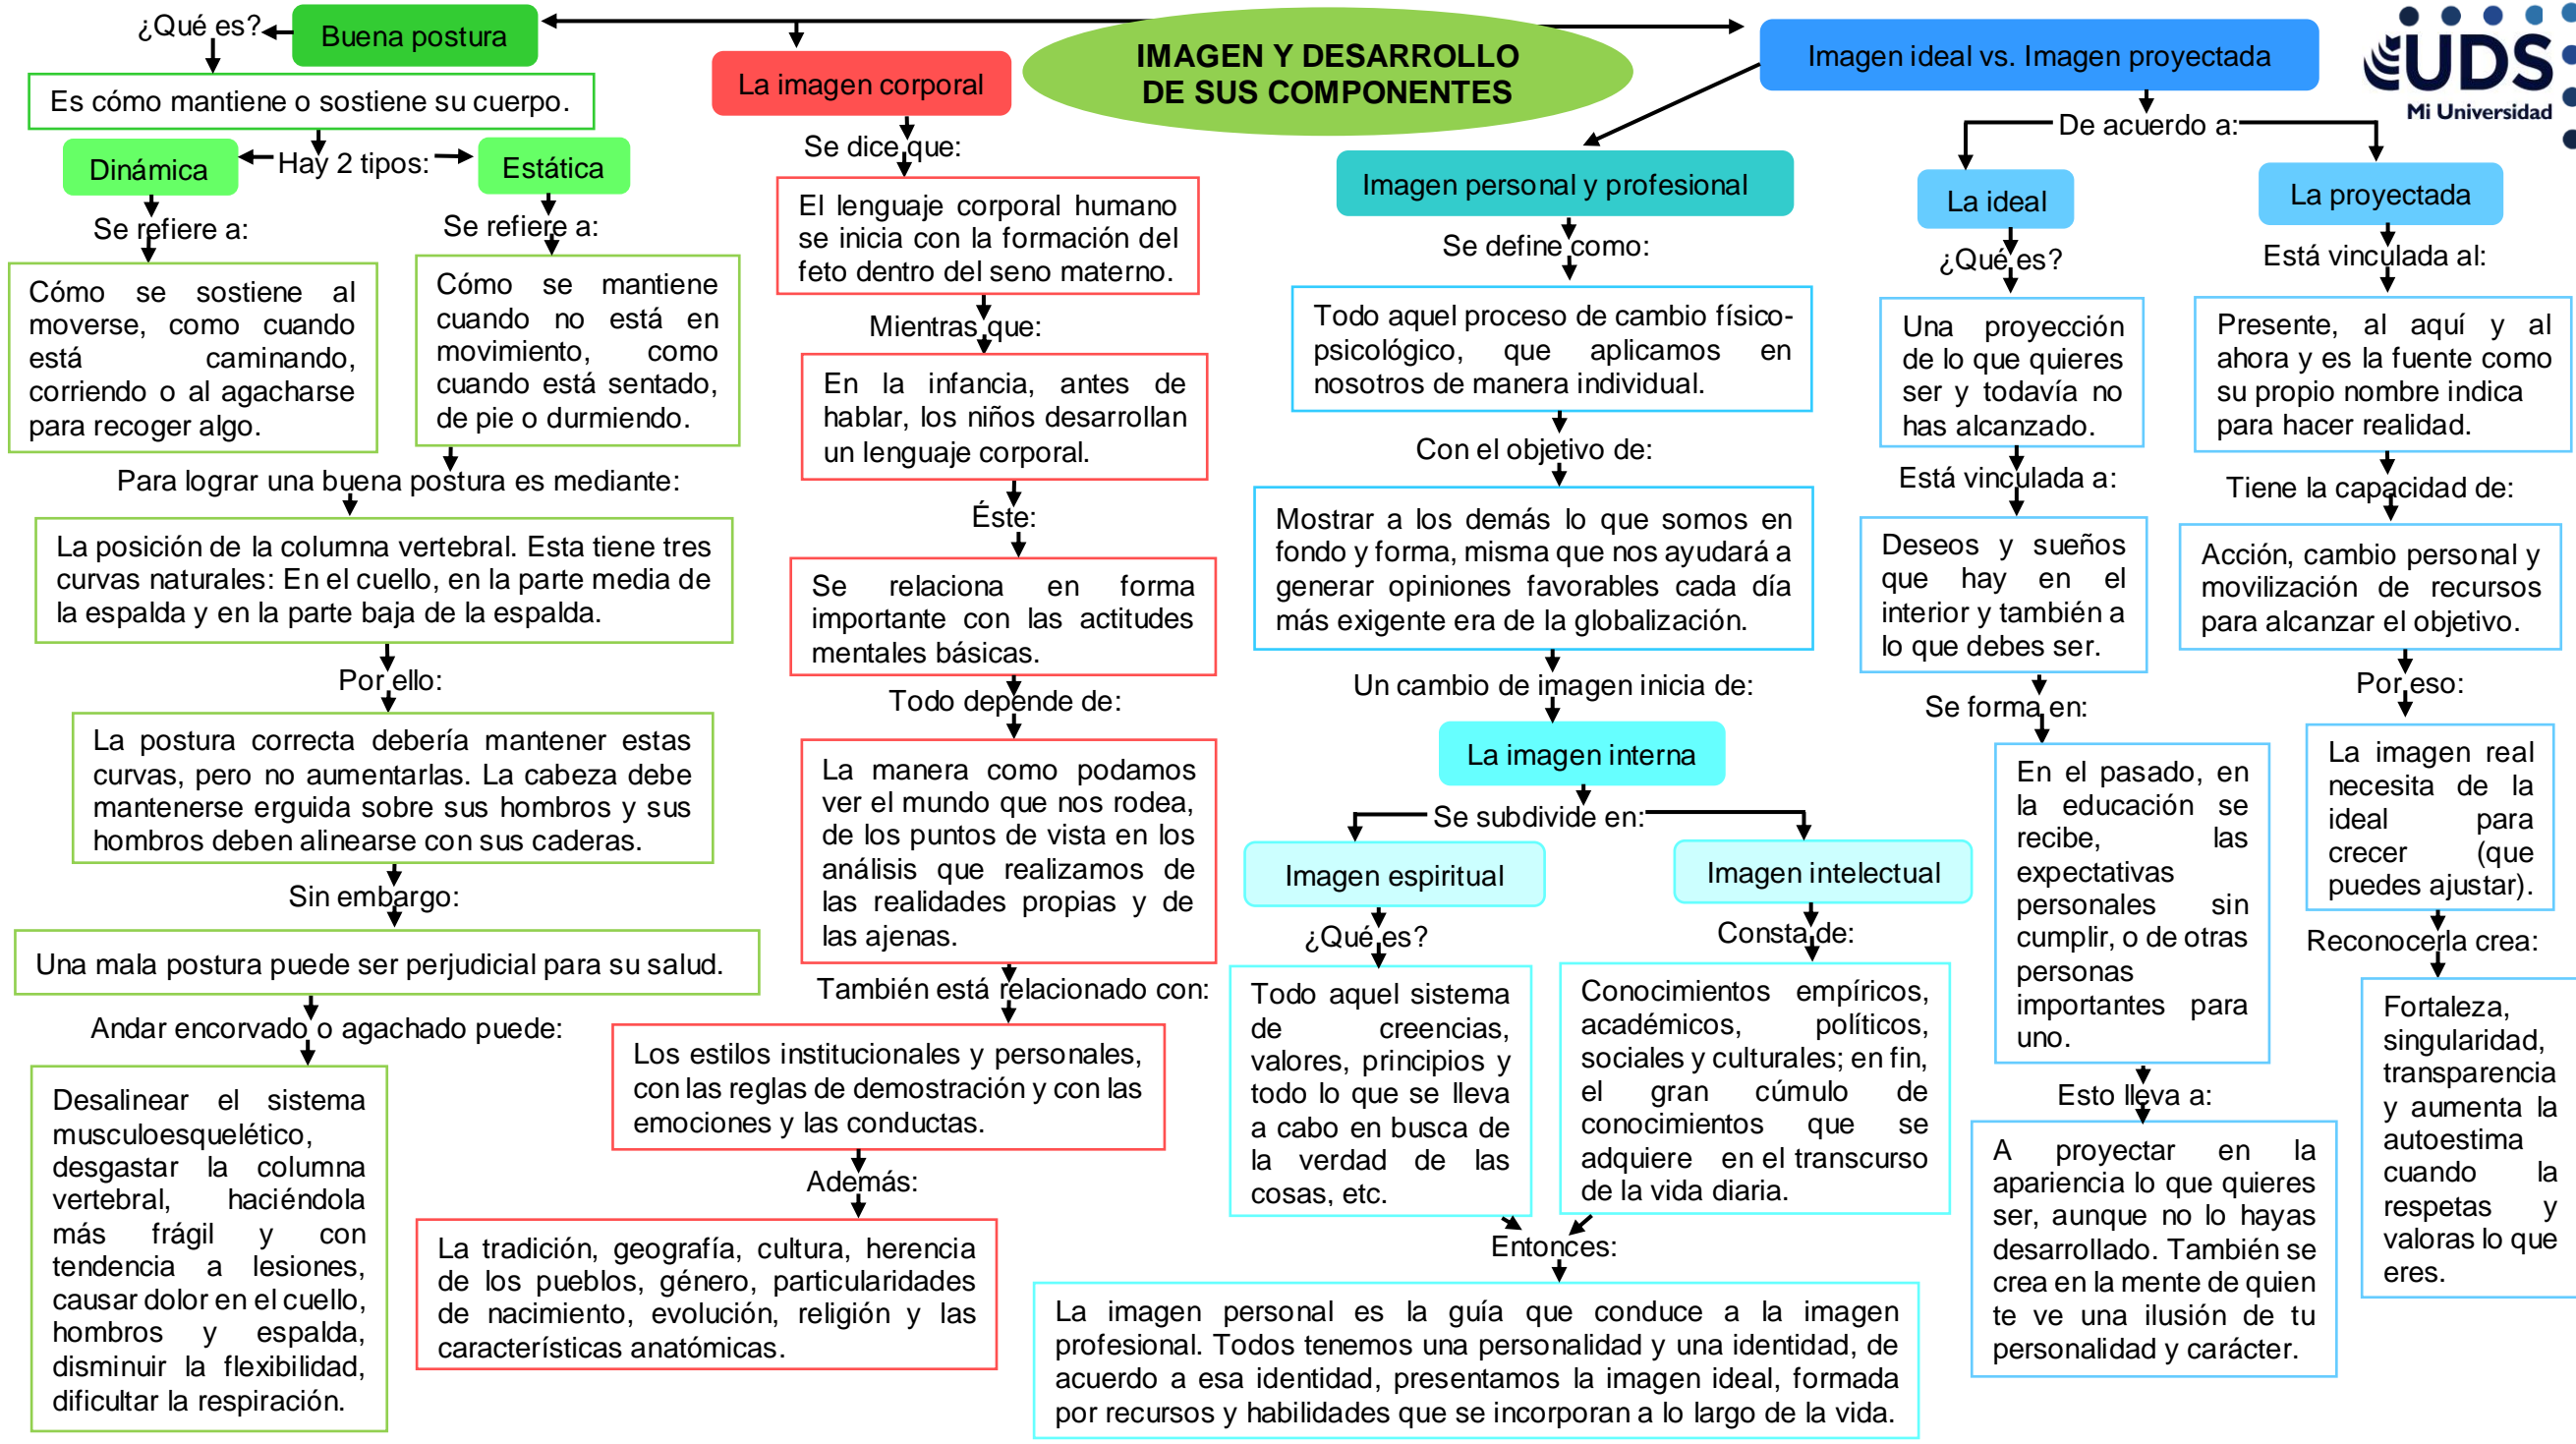 IMAGEN Y DESARROLLO
DE SUS COMPONENTES
UDS
Mi Universidad
Buena postura
¿Qué es?
Es cómo mantiene o sostiene su cuerpo.
Hay 2 tipos:
Dinámica
Se refiere a:
Cómo se sostiene al
moverse, como cuando
está caminando,
corriendo o al agacharse
para recoger algo.
Estática
Se refiere a:
Cómo se mantiene
cuando no está en
movimiento, como
cuando está sentado,
de pie o durmiendo.
Para lograr una buena postura es mediante:
La posición de la columna vertebral. Esta tiene tres
curvas naturales: En el cuello, en la parte media de
la espalda y en la parte baja de la espalda.
Por ello:
La postura correcta debería mantener estas
curvas, pero no aumentarlas. La cabeza debe
mantenerse erguida sobre sus hombros y sus
hombros deben alinearse con sus caderas.
Sin embargo:
Una mala postura puede ser perjudicial para su salud.
Andar encorvado o agachado puede:
Desalinear el sistema
musculoesquelético,
desgastar la columna
vertebral, haciéndola
más frágil y con
tendencia a lesiones,
causar dolor en el cuello,
hombros y espalda,
disminuir la flexibilidad,
dificultar la respiración.
La imagen corporal
Se dice que:
El lenguaje corporal humano
se inicia con la formación del
feto dentro del seno materno.
Mientras que:
En la infancia, antes de
hablar, los niños desarrollan
un lenguaje corporal.
Éste:
Se relaciona en forma
importante con las actitudes
mentales básicas.
Todo depende de:
La manera como podamos
ver el mundo que nos rodea,
de los puntos de vista en los
análisis que realizamos de
las realidades propias y de
las ajenas.
También está relacionado con:
Los estilos institucionales y personales,
con las reglas de demostración y con las
emociones y las conductas.
Además:
La tradición, geografía, cultura, herencia
de los pueblos, género, particularidades
de nacimiento, evolución, religión y las
características anatómicas.
Imagen ideal vs. Imagen proyectada
Imagen personal y profesional
Se define como:
Todo aquel proceso de cambio físico-
psicológico, que aplicamos en
nosotros de manera individual.
Con el objetivo de:
Mostrar a los demás lo que somos en
fondo y forma, misma que nos ayudará a
generar opiniones favorables cada día
más exigente era de la globalización.
Un cambio de imagen inicia de:
La imagen interna
Se subdivide en:
Imagen espiritual
¿Qué es?
Todo aquel sistema
de creencias,
valores, principios y
todo lo que se lleva
a cabo en busca de
la verdad de las
cosas, etc.
Imagen intelectual
Consta de:
Conocimientos empíricos,
académicos, políticos,
sociales y culturales; en fin,
el gran cúmulo de
conocimientos que se
adquiere en el transcurso
de la vida diaria.
Entonces:
La imagen personal es la guía que conduce a la imagen
profesional. Todos tenemos una personalidad y una identidad, de
acuerdo a esa identidad, presentamos la imagen ideal, formada
por recursos y habilidades que se incorporan a lo largo de la vida.
De acuerdo a:
La ideal
¿Qué es?
Una proyección
de lo que quieres
ser y todavía no
has alcanzado.
Está vinculada a:
Deseos y sueños
que hay en el
interior y también a
lo que debes ser.
Se forma en:
En el pasado, en
la educación se
recibe, las
expectativas
personales sin
cumplir, o de otras
personas
importantes para
uno.
Esto lleva a:
A proyectar en la
apariencia lo que quieres
ser, aunque no lo hayas
desarrollado. También se
crea en la mente de quien
te ve una ilusión de tu
personalidad y carácter.
La proyectada
Está vinculada al:
Presente, al aquí y al
ahora y es la fuente como
su propio nombre indica
para hacer realidad.
Tiene la capacidad de:
Acción, cambio personal y
movilización de recursos
para alcanzar el objetivo.
Por eso:
La imagen real
necesita de la
ideal para
crecer (que
puedes ajustar).
Reconocerla crea:
Fortaleza,
singularidad,
transparencia
y aumenta la
autoestima
cuando la
respetas y
valoras lo que
eres.